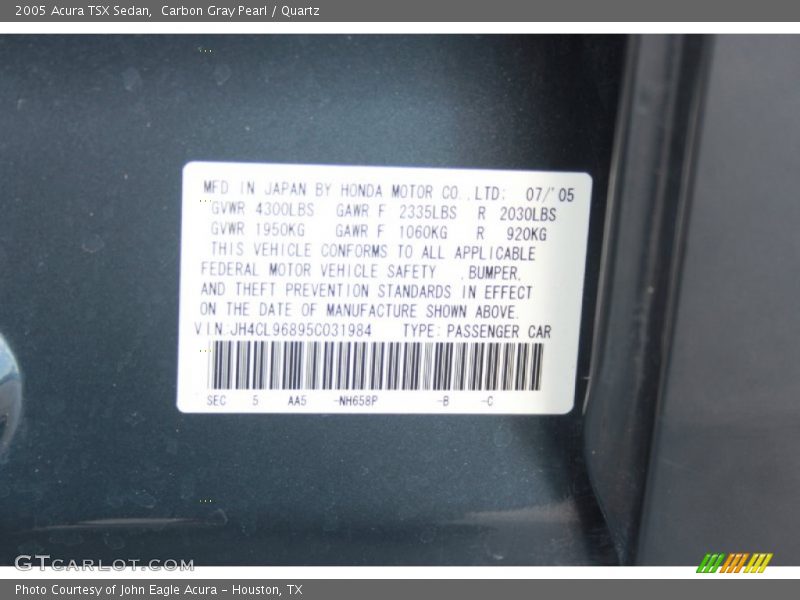 2005 Acura TSX Sedan, Carbon Gray Pearl / Quartz
MFD IN JAPAN BY HONDA MOTOR CO.,LTD: 07/'05
GVWR 4300LBS GAWR F 2335LBS R 2030LBS
GVWR 1950KG GAWR F 1060KG R 920KG
THIS VEHICLE CONFORMS TO ALL APPLICABLE
FEDERAL MOTOR VEHICLE SAFETY ,BUMPER,
AND THEFT PREVENTION STANDARDS IN EFFECT
ON THE DATE OF MANUFACTURE SHOWN ABOVE.
VIN:JH4CL96895C031984 TYPE: PASSENGER CAR
SEC 5 AA5 -NH658P -B -C
GTCARLOT.COM
Photo Courtesy of John Eagle Acura - Houston, TX